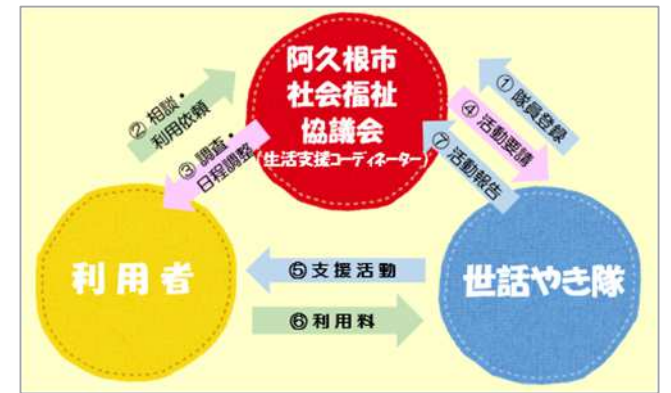 阿久根市
社会福祉
協議会
(生活支援コーディネーター)
① 隊員登録
② 相談・
利用依頼
④ 活動要請
③ 調査・
日程調整
⑦ 活動報告
利用者
⑤支援活動
世話やき隊
⑥利用料